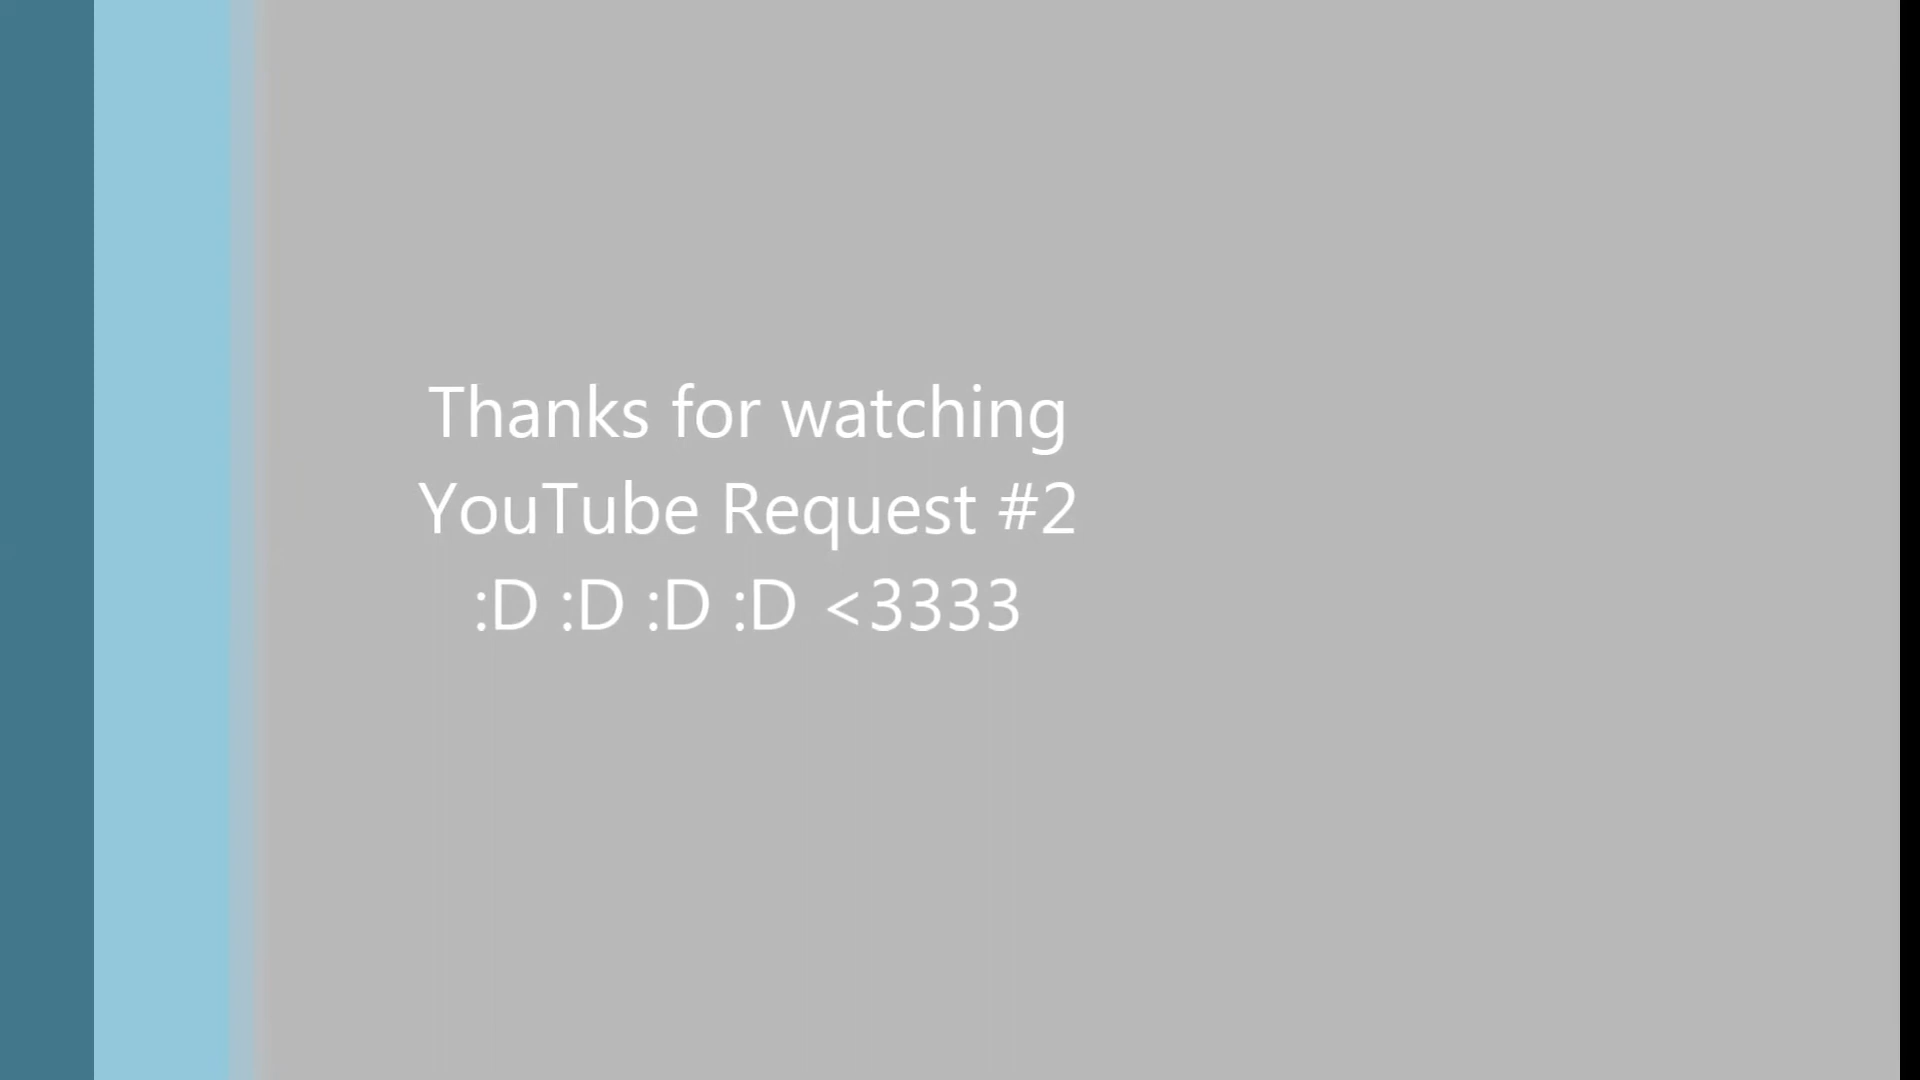 Thanks for watching
YouTube Request #2
:D :D :D :D <3333